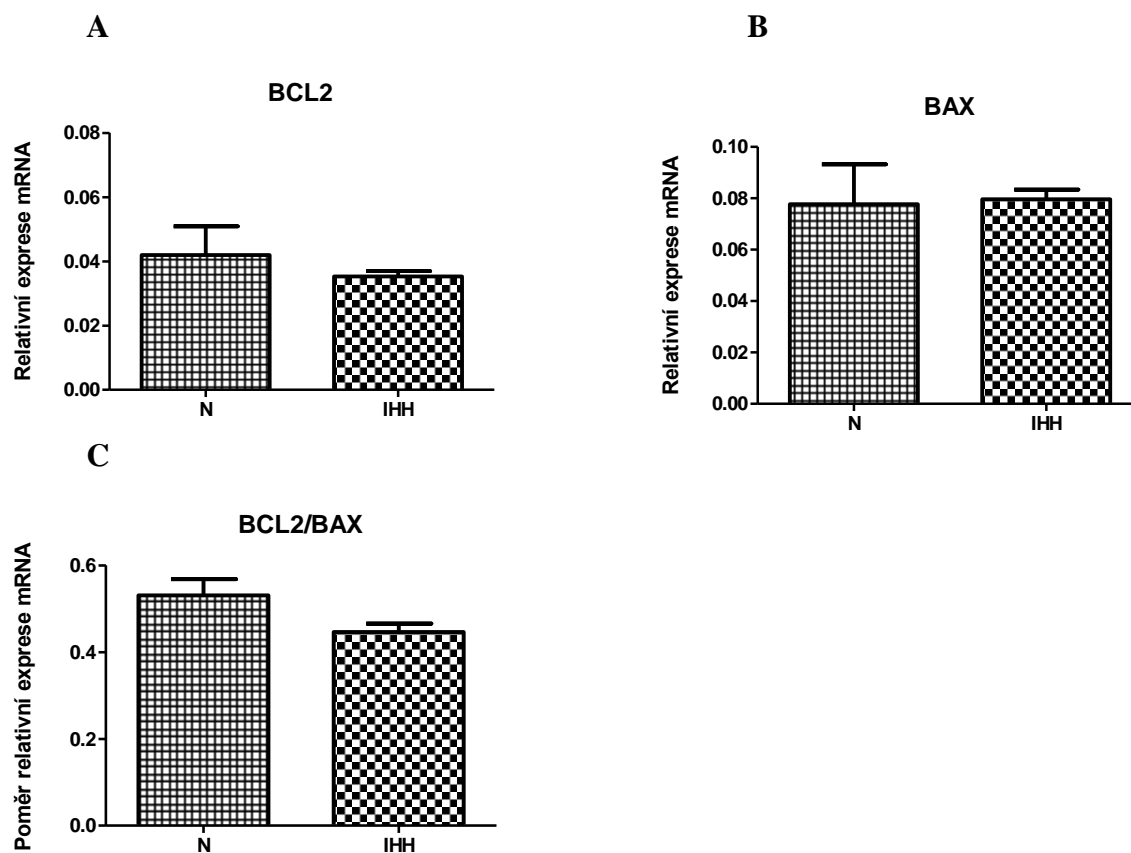 A
BCL2
Relativní exprese mRNA
0.08
0.06
0.04
0.02
0.00
N IHH
B
BAX
Relativní exprese mRNA
0.10
0.08
0.06
0.04
0.02
0.00
N IHH
C
BCL2/BAX
Poměr relativní exprese mRNA
0.6
0.4
0.2
0.0
N IHH